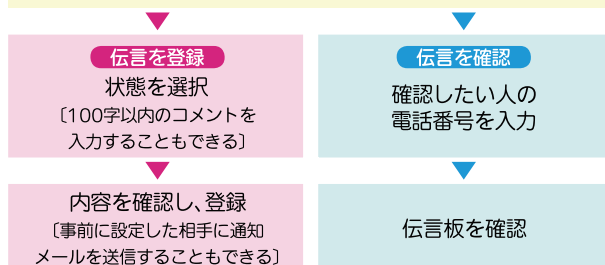 伝言を登録
状態を選択
〔100字以内のコメントを
入力することもできる〕
内容を確認し、登録
〔事前に設定した相手に通知
メールを送信することもできる〕
伝言を確認
確認したい人の
電話番号を入力
伝言板を確認